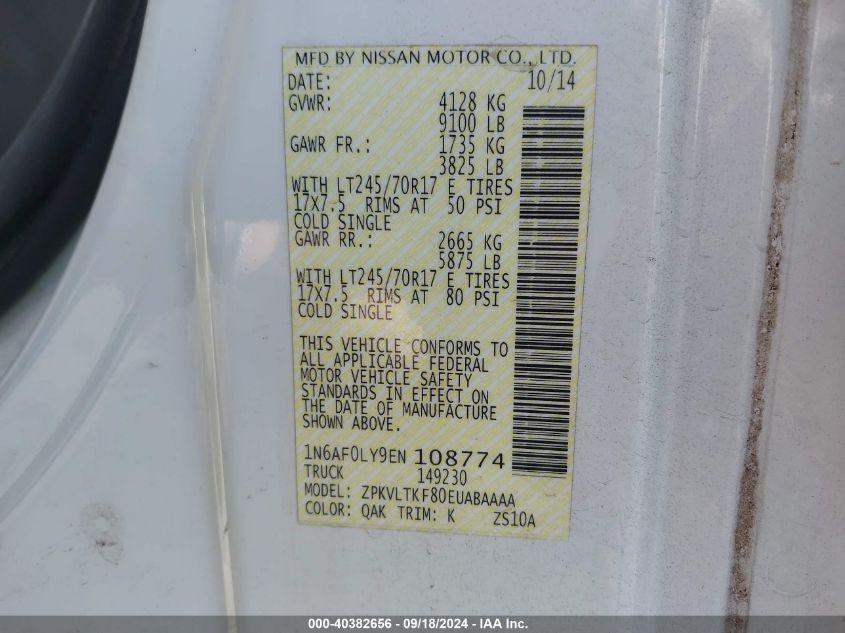 MFD BY NISSAN MOTOR CO., LTD.
DATE: 10/14
GVWR: 4128 KG
9100 LB
GAWR FR.: 1735 KG
3825 LB
WITH LT245/70R17 E TIRES
17X7.5 RIMS AT 50 PSI
COLD SINGLE
GAWR RR.: 2665 KG
5875 LB
WITH LT245/70R17 E TIRES
17X7.5 RIMS AT 80 PSI
COLD SINGLE
THIS VEHICLE CONFORMS TO
ALL APPLICABLE FEDERAL
MOTOR VEHICLE SAFETY
STANDARDS IN EFFECT ON
THE DATE OF MANUFACTURE
SHOWN ABOVE.
1N6AF0LY9EN 108774
TRUCK 149230
MODEL: ZPKVLTKF80EUABAAAA
COLOR: QAK TRIM: K ZS10A
000-40382656 - 09/18/2024 - IAA Inc.